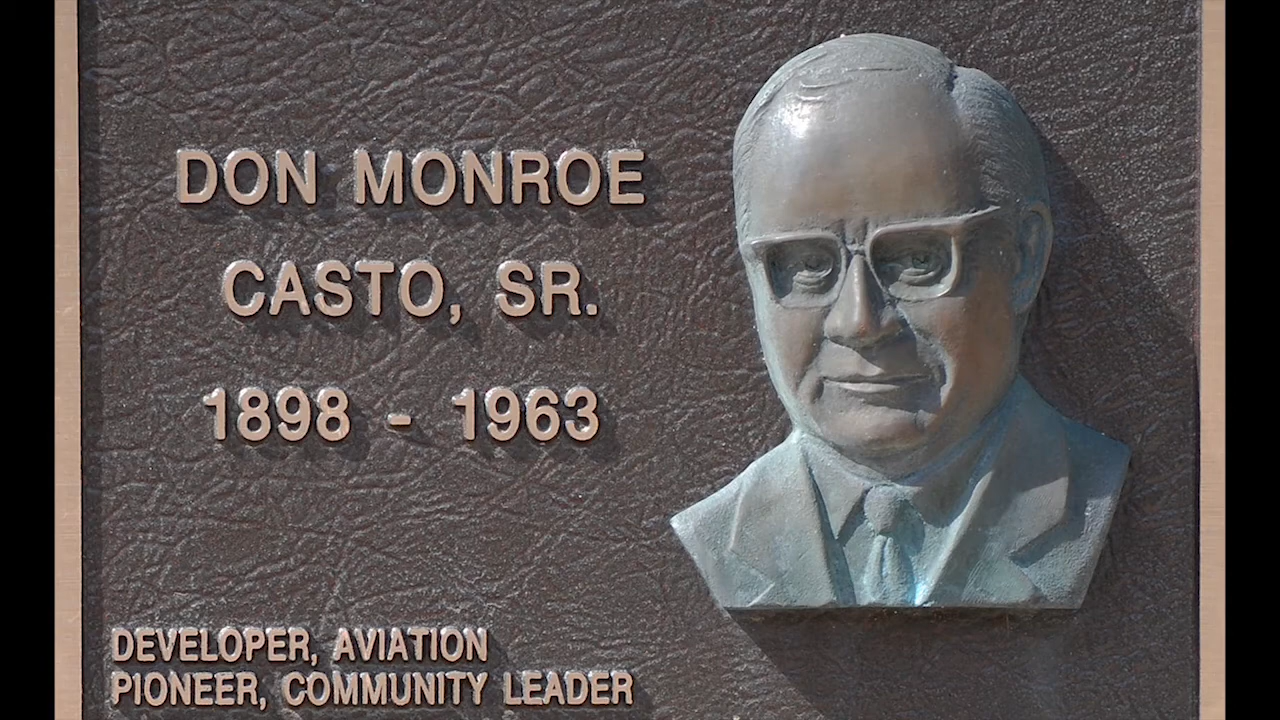 DON MONROE
CASTO, SR.
1898 - 1963
DEVELOPER, AVIATION
PIONEER, COMMUNITY LEADER